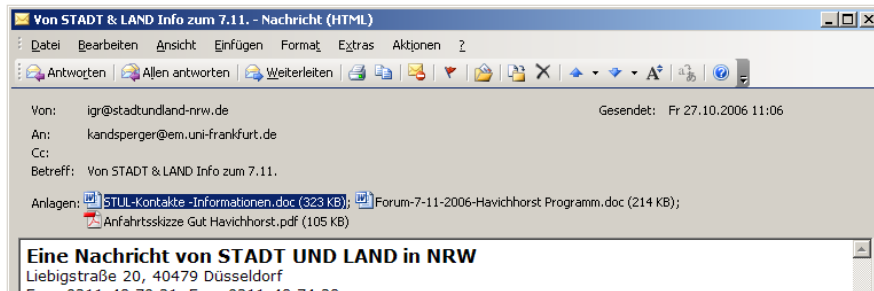 Von STADT & LAND Info zum 7.11. - Nachricht (HTML)
Datei Bearbeiten Ansicht Einfügen Format Extras Aktionen ?
Antworten Allen antworten Weiterleiten
Von: igr@stadtundland-nrw.de Gesendet: Fr 27.10.2006 11:06
An: kandsperger@em.uni-frankfurt.de
Cc:
Betreff: Von STADT & LAND Info zum 7.11.
Anlagen: STUL-Kontakte -Informationen.doc (323 KB); Forum-7-11-2006-Havichhorst Programm.doc (214 KB);
Anfahrtsskizze Gut Havichhorst.pdf (105 KB)
Eine Nachricht von STADT UND LAND in NRW
Liebigstraße 20, 40479 Düsseldorf